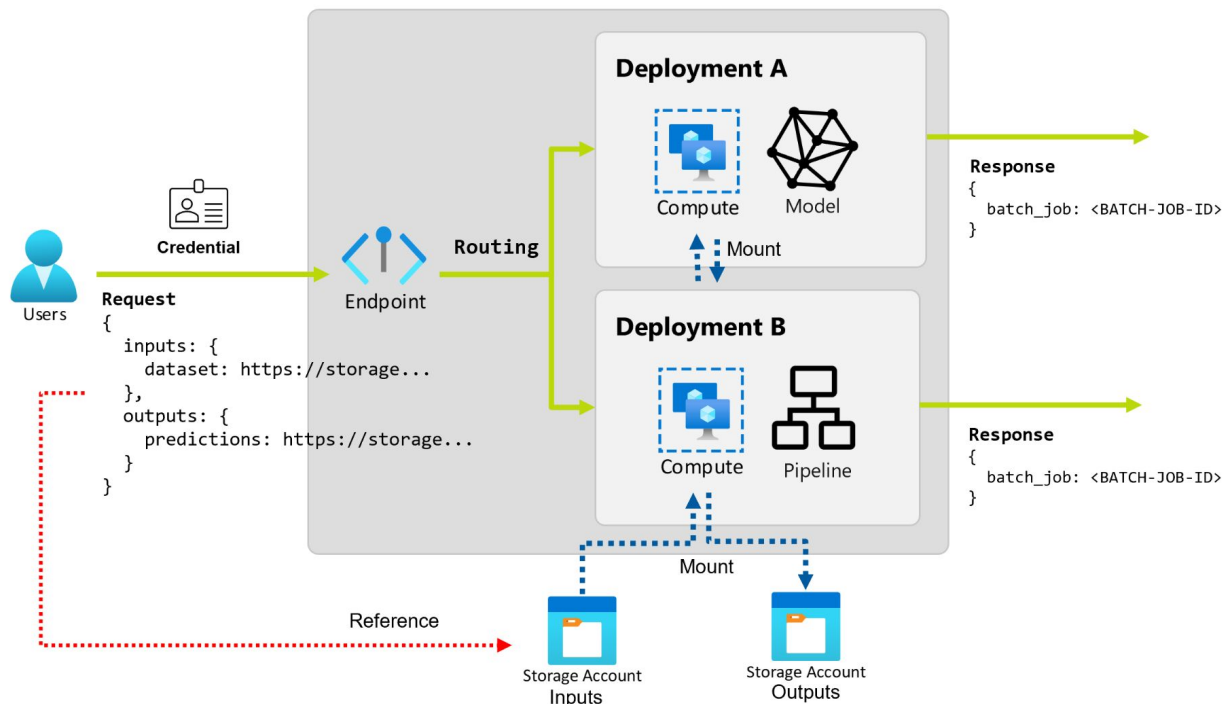 Deployment A
Compute
Model
Response
{
batch_job: <BATCH-JOB-ID>
}
Credential
Users
Request
{
inputs: {
dataset: https://storage...
},
outputs: {
predictions: https://storage...
}
}
Endpoint
Routing
Mount
Deployment B
Compute
Pipeline
Response
{
batch_job: <BATCH-JOB-ID>
}
Mount
Reference
Storage Account
Inputs
Storage Account
Outputs